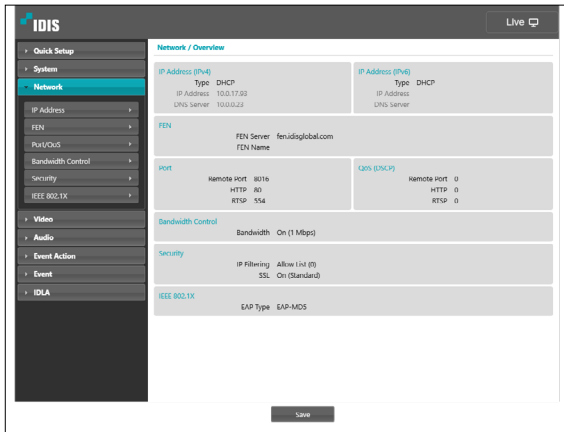 IDIS
Live
Quick Setup
System
Network
IP Address
FEN
Port/QoS
Bandwidth Control
Security
IEEE 802.1X
Video
Audio
Event Action
Event
IDLA
Network / Overview
IP Address (IPv4)
Type DHCP
IP Address 10.0.17.93
DNS Server 10.0.0.23
IP Address (IPv6)
Type DHCP
IP Address
DNS Server
FEN
FEN Server fen.idisglobal.com
FEN Name
Port
Remote Port 8016
HTTP 80
RTSP 554
QoS (DSCP)
Remote Port 0
HTTP 0
RTSP 0
Bandwidth Control
Bandwidth On (1 Mbps)
Security
IP Filtering Allow List (0)
SSL On (Standard)
IEEE 802.1X
EAP Type EAP-MD5
Save